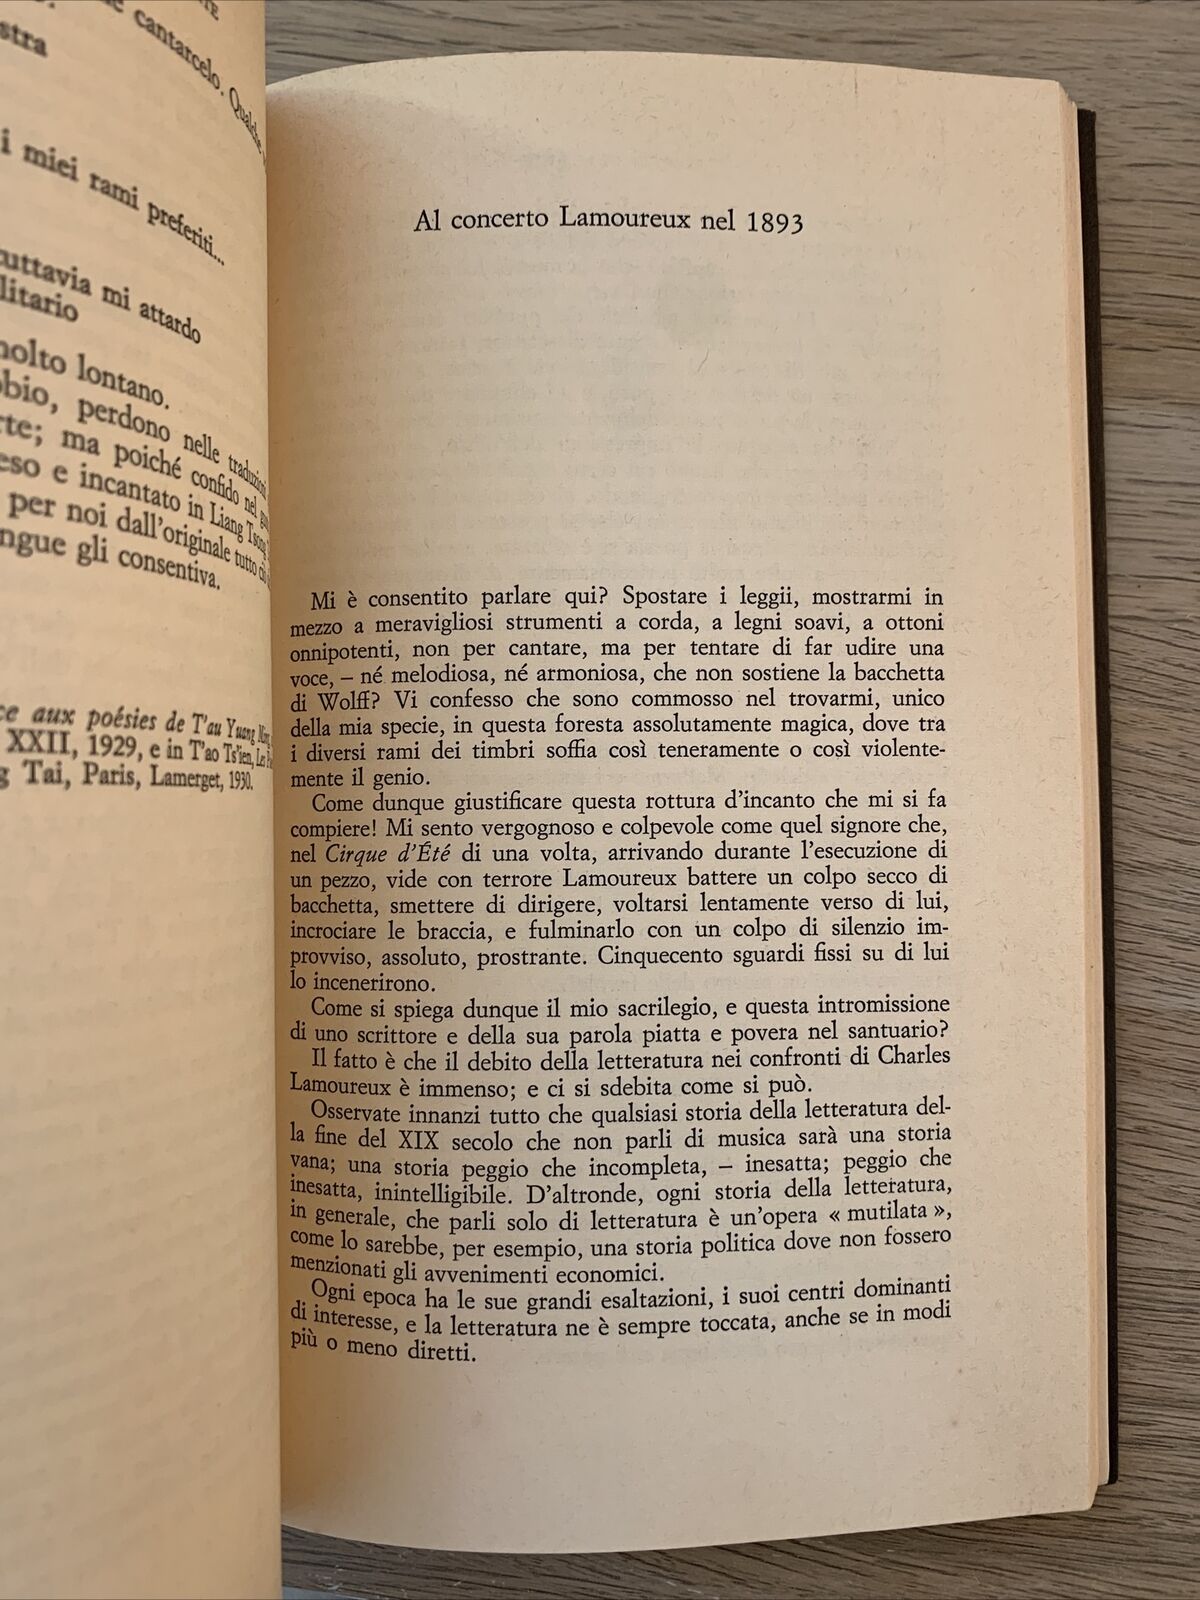 TE
e cantarcelo. Qualche
stra
i miei rami preferiti...
tuttavia mi attardo
litario
molto lontano.
bbio, perdono nelle traduzioni
rte; ma poiché confido nel
eso e incantato in Liang Tsong
per noi dall'originale tutto ciò
ngue gli consentiva.
ce aux poésies de T'au Yuang Ming
XXII, 1929, e in T'ao Ts'ien, Les
g Tai, Paris, Lamerget, 1930.
Al concerto Lamoureux nel 1893
Mi è consentito parlare qui? Spostare i leggii, mostrarmi in
mezzo a meravigliosi strumenti a corda, a legni soavi, a ottoni
onnipotenti, non per cantare, ma per tentare di far udire una
voce, – né melodiosa, né armoniosa, che non sostiene la bacchetta
di Wolff? Vi confesso che sono commosso nel trovarmi, unico
della mia specie, in questa foresta assolutamente magica, dove tra
i diversi rami dei timbri soffia così teneramente o così violente-
mente il genio.
Come dunque giustificare questa rottura d'incanto che mi si fa
compiere! Mi sento vergognoso e colpevole come quel signore che,
nel Cirque d'Été di una volta, arrivando durante l'esecuzione di
un pezzo, vide con terrore Lamoureux battere un colpo secco di
bacchetta, smettere di dirigere, voltarsi lentamente verso di lui,
incrociare le braccia, e fulminarlo con un colpo di silenzio im-
provviso, assoluto, prostrante. Cinquecento sguardi fissi su di lui
lo incenerirono.
Come si spiega dunque il mio sacrilegio, e questa intromissione
di uno scrittore e della sua parola piatta e povera nel santuario?
Il fatto è che il debito della letteratura nei confronti di Charles
Lamoureux è immenso; e ci si sdebita come si può.
Osservate innanzi tutto che qualsiasi storia della letteratura del-
la fine del XIX secolo che non parli di musica sarà una storia
vana; una storia peggio che incompleta, – inesatta; peggio che
inesatta, inintelligibile. D'altronde, ogni storia della letteratura,
in generale, che parli solo di letteratura è un'opera « mutilata »,
come lo sarebbe, per esempio, una storia politica dove non fossero
menzionati gli avvenimenti economici.
Ogni epoca ha le sue grandi esaltazioni, i suoi centri dominanti
di interesse, e la letteratura ne è sempre toccata, anche se in modi
più o meno diretti.